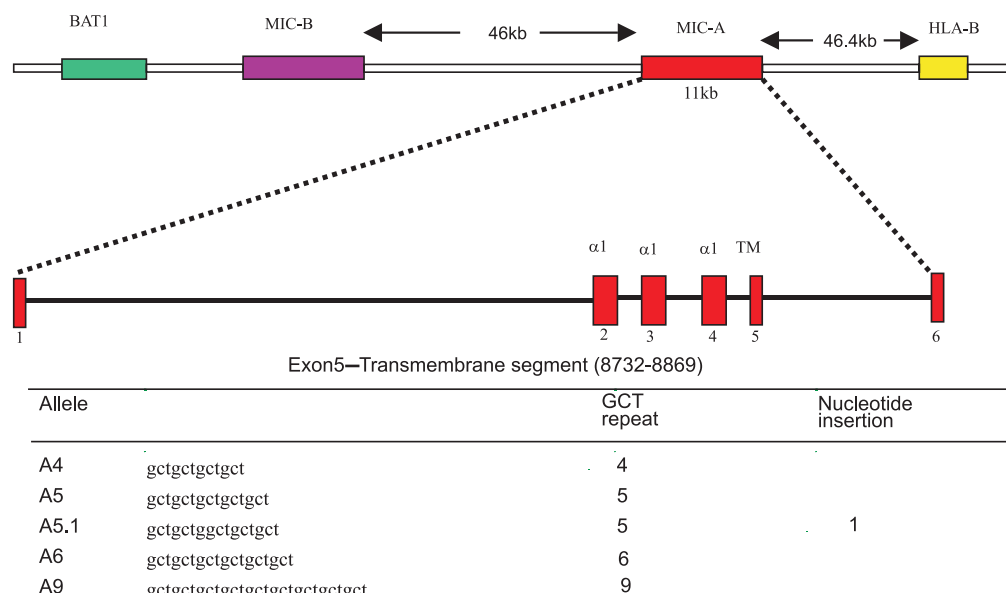 BAT1 MIC-B 46kb MIC-A 46.4kb HLA-B
11kb
α1 α1 α1 TM
1 2 3 4 5 6
Exon5–Transmembrane segment (8732-8869)
Allele GCT repeat Nucleotide insertion
A4 gctgctgctgct 4
A5 gctgctgctgctgct 5
A5.1 gctgctggctgctgct 5 1
A6 gctgctgctgctgctgct 6
A9 gctgctgctgctgctgctgctgctgct 9